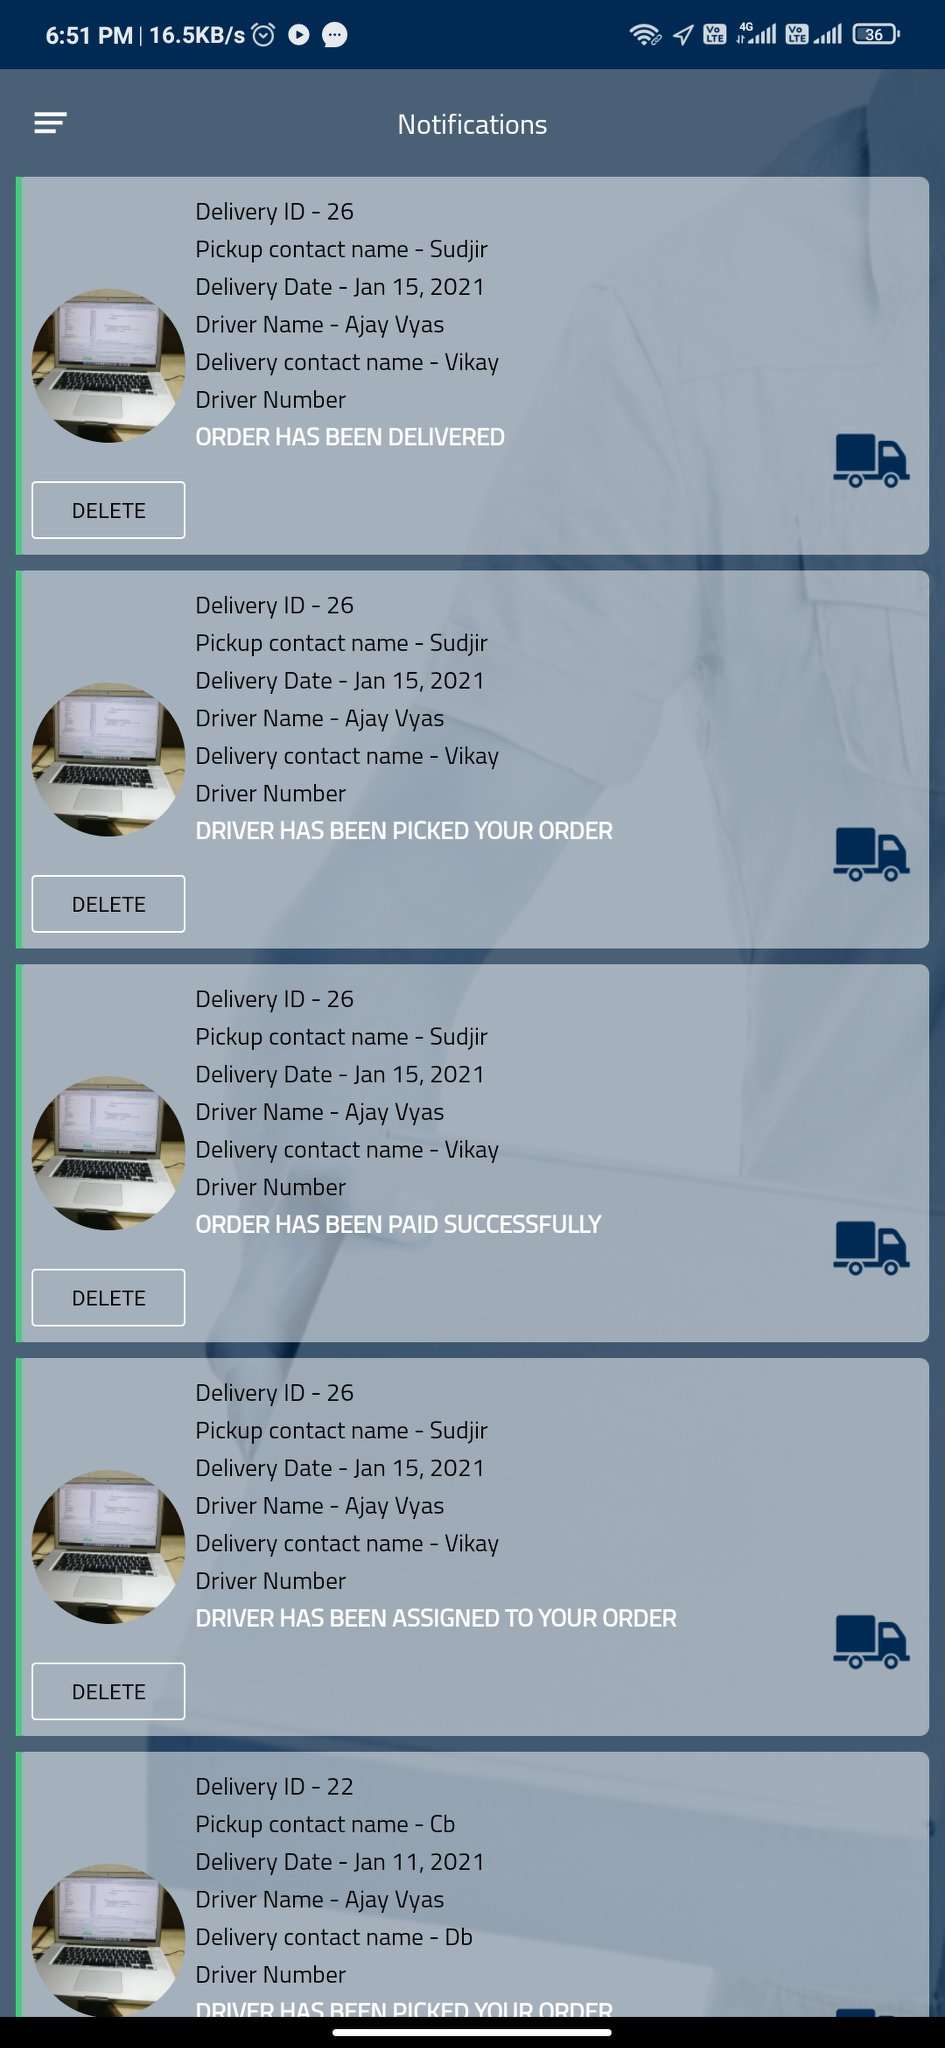 6:51 PM | 16.5KB/s 4G Vo LTE Vo LTE 36
Notifications
Delivery ID - 26
Pickup contact name - Sudjir
Delivery Date - Jan 15, 2021
Driver Name - Ajay Vyas
Delivery contact name - Vikay
Driver Number
ORDER HAS BEEN DELIVERED
DELETE
Delivery ID - 26
Pickup contact name - Sudjir
Delivery Date - Jan 15, 2021
Driver Name - Ajay Vyas
Delivery contact name - Vikay
Driver Number
DRIVER HAS BEEN PICKED YOUR ORDER
DELETE
Delivery ID - 26
Pickup contact name - Sudjir
Delivery Date - Jan 15, 2021
Driver Name - Ajay Vyas
Delivery contact name - Vikay
Driver Number
ORDER HAS BEEN PAID SUCCESSFULLY
DELETE
Delivery ID - 26
Pickup contact name - Sudjir
Delivery Date - Jan 15, 2021
Driver Name - Ajay Vyas
Delivery contact name - Vikay
Driver Number
DRIVER HAS BEEN ASSIGNED TO YOUR ORDER
DELETE
Delivery ID - 22
Pickup contact name - Cb
Delivery Date - Jan 11, 2021
Driver Name - Ajay Vyas
Delivery contact name - Db
Driver Number
DRIVER HAS BEEN PICKED YOUR ORDER